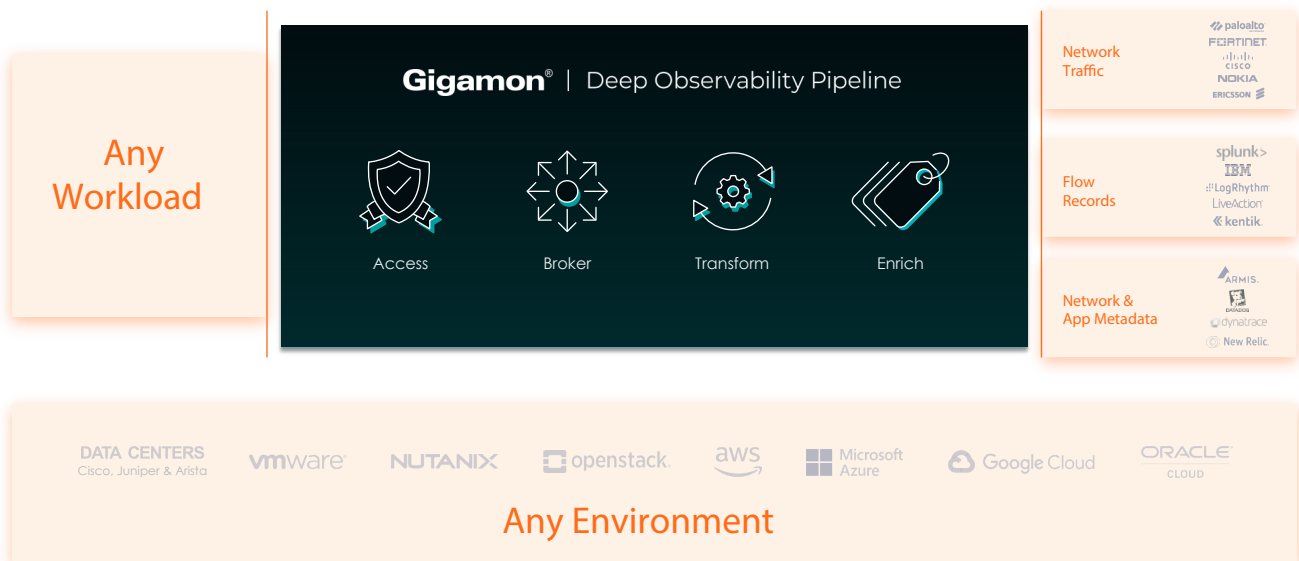 Any
Workload
Gigamon® | Deep Observability Pipeline
Access
Broker
Transform
Enrich
Network
Traffic
paloalto
FORTINET
CISCO
NOKIA
ERICSSON
Flow
Records
splunk>
IBM
LogRhythm
LiveAction
kentik.
Network &
App Metadata
ARMIS.
DATADOG
dynatrace
New Relic.
DATA CENTERS
Cisco, Juniper & Arista
vmware
NUTANIX
openstack.
aws
Microsoft
Azure
Google Cloud
ORACLE
CLOUD
Any Environment